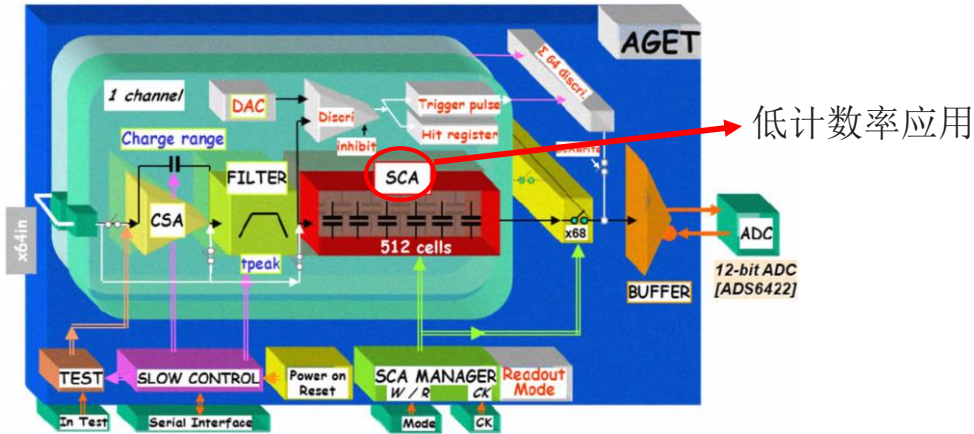 AGET
Σ 64 discri.
1 channel
DAC
Discri
Trigger pulse
Hit register
inhibit
Charge range
低计数率应用
FILTER
SCA
CSA
x64in
512 cells
tpeak
x68
ADC
12-bit ADC
[ADS6422]
BUFFER
TEST
SLOW CONTROL
Power on
Reset
SCA MANAGER
W / R
CK
Readout
Mode
In Test
Serial Interface
Mode
CK